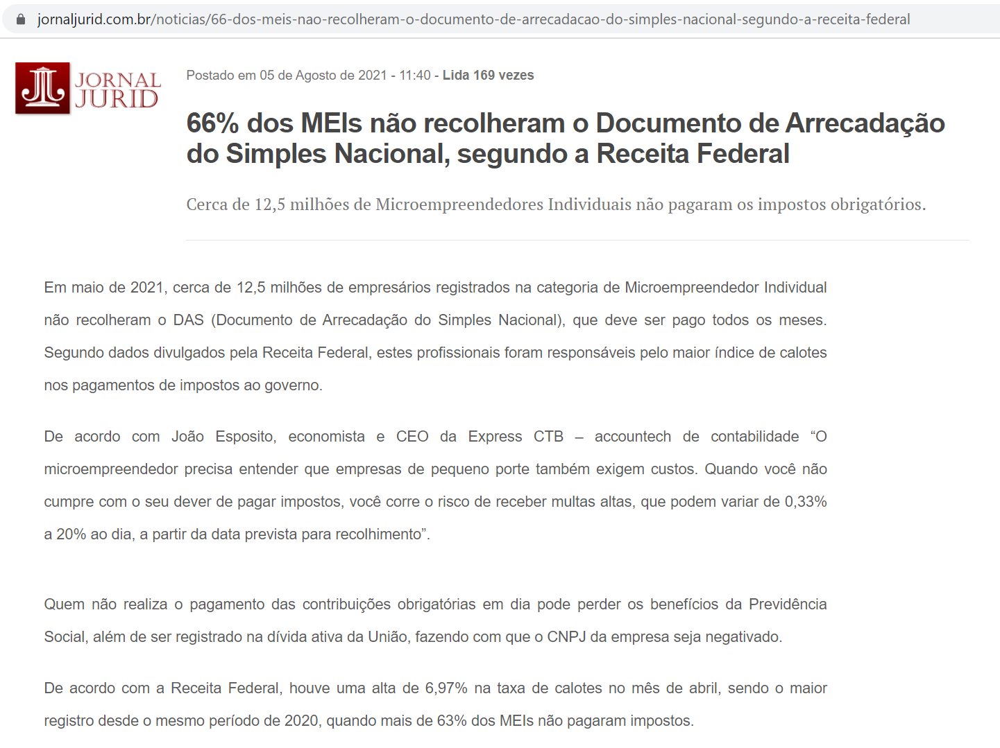 jornaljurid.com.br/noticias/66-dos-meis-nao-recolheram-o-documento-de-arrecadacao-do-simples-nacional-segundo-a-receita-federal
JORNAL
JURID
Postado em 05 de Agosto de 2021 - 11:40 - Lida 169 vezes
66% dos MEIs não recolheram o Documento de Arrecadação
do Simples Nacional, segundo a Receita Federal
Cerca de 12,5 milhões de Microempreendedores Individuais não pagaram os impostos obrigatórios.
Em maio de 2021, cerca de 12,5 milhões de empresários registrados na categoria de Microempreendedor Individual
não recolheram o DAS (Documento de Arrecadação do Simples Nacional), que deve ser pago todos os meses.
Segundo dados divulgados pela Receita Federal, estes profissionais foram responsáveis pelo maior índice de calotes
nos pagamentos de impostos ao governo.
De acordo com João Esposito, economista e CEO da Express CTB – accountech de contabilidade “O
microempreendedor precisa entender que empresas de pequeno porte também exigem custos. Quando você não
cumpre com o seu dever de pagar impostos, você corre o risco de receber multas altas, que podem variar de 0,33%
a 20% ao dia, a partir da data prevista para recolhimento”.
Quem não realiza o pagamento das contribuições obrigatórias em dia pode perder os benefícios da Previdência
Social, além de ser registrado na dívida ativa da União, fazendo com que o CNPJ da empresa seja negativado.
De acordo com a Receita Federal, houve uma alta de 6,97% na taxa de calotes no mês de abril, sendo o maior
registro desde o mesmo período de 2020, quando mais de 63% dos MEIs não pagaram impostos.